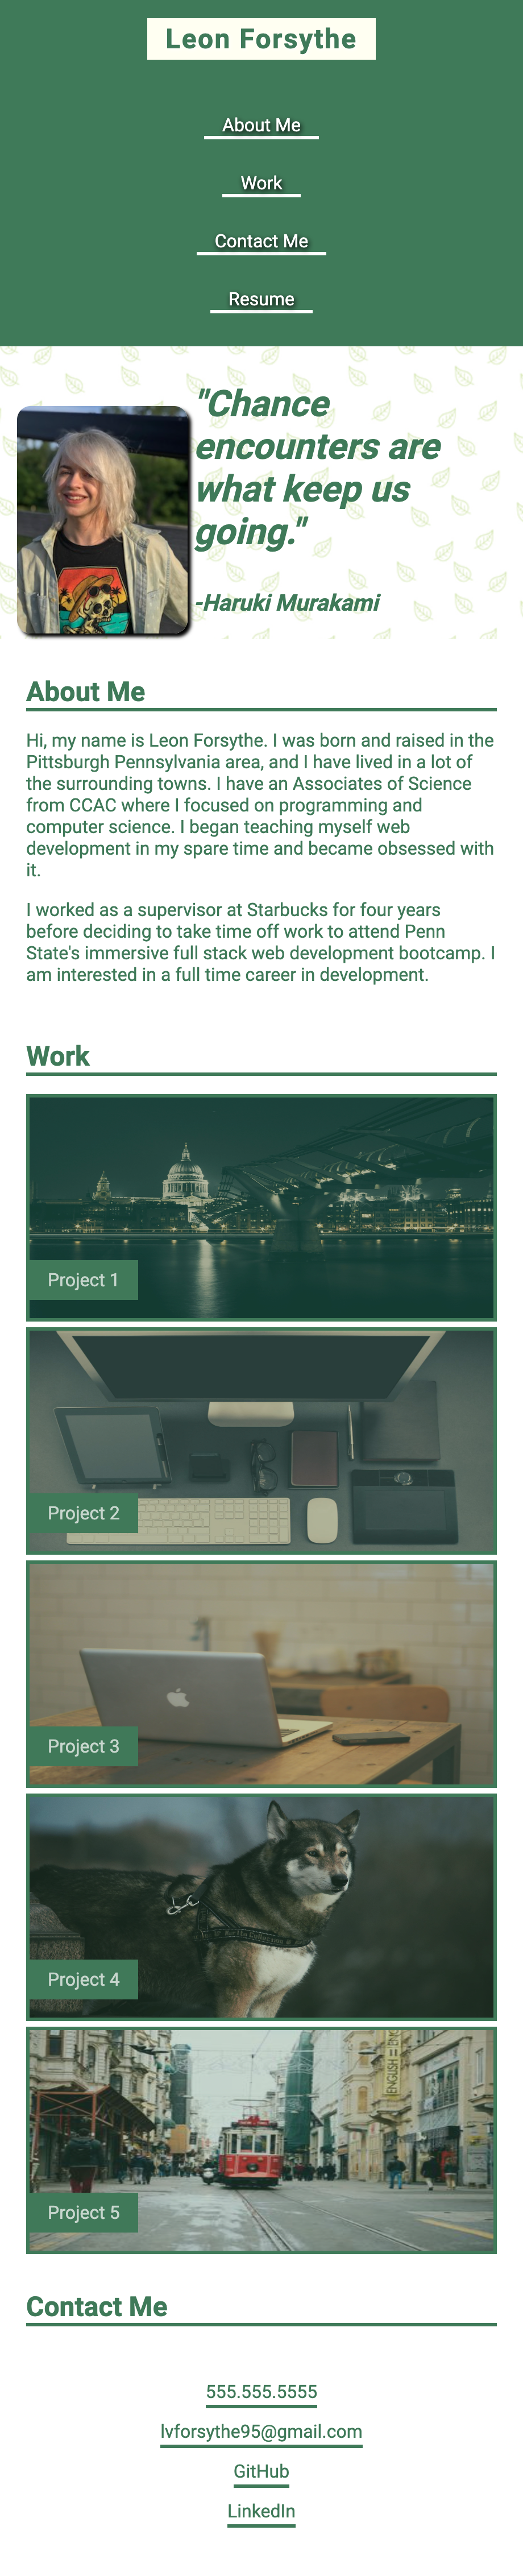 Leon Forsythe
About Me
Work
Contact Me
Resume
"Chance
encounters are
what keep us
going."
-Haruki Murakami
About Me
Hi, my name is Leon Forsythe. I was born and raised in the
Pittsburgh Pennsylvania area, and I have lived in a lot of
the surrounding towns. I have an Associates of Science
from CCAC where I focused on programming and
computer science. I began teaching myself web
development in my spare time and became obsessed with
it.
I worked as a supervisor at Starbucks for four years
before deciding to take time off work to attend Penn
State's immersive full stack web development bootcamp. I
am interested in a full time career in development.
Work
Project 1
Project 2
Project 3
Project 4
ENGLISH
Project 5
Contact Me
555.555.5555
lvforsythe95@gmail.com
GitHub
LinkedIn